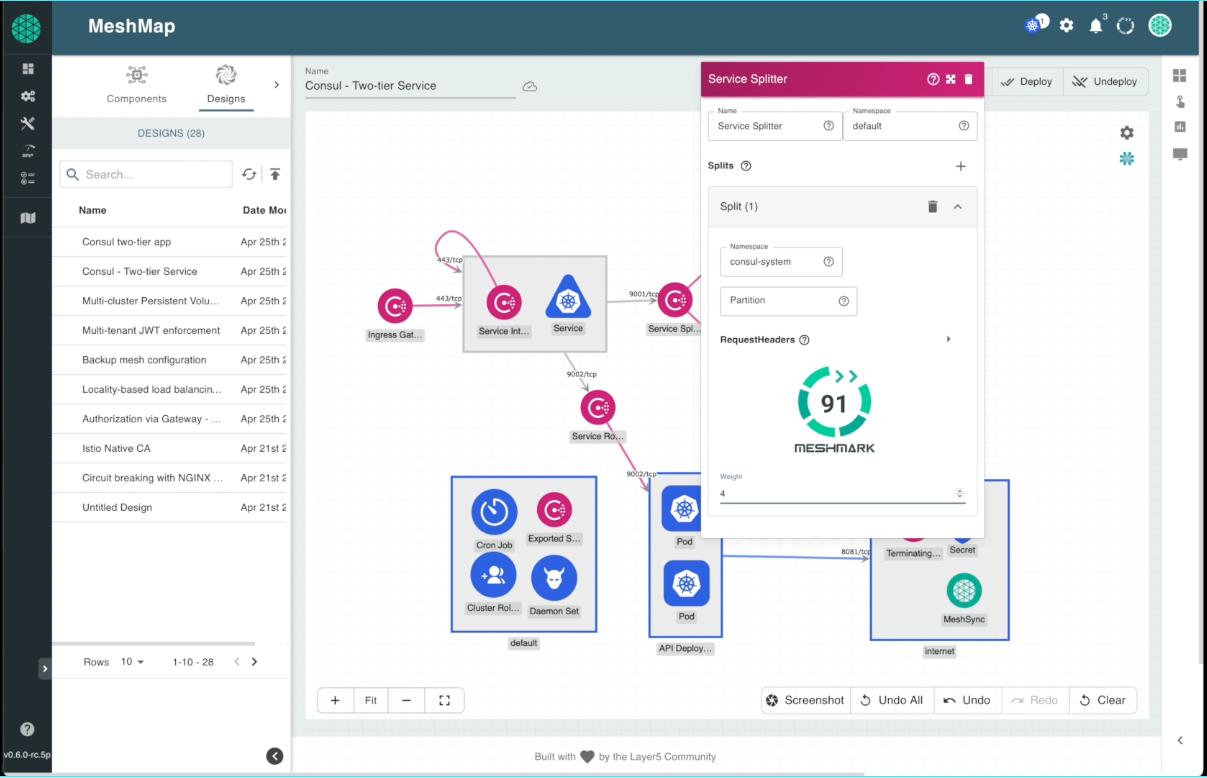 MeshMap
1
3
Components
Designs
DESIGNS (28)
Search...
Name
Date Mo
Consul two-tier app
Apr 25th 2
Consul - Two-tier Service
Apr 25th 2
Multi-cluster Persistent Volu...
Apr 25th 2
Multi-tenant JWT enforcement
Apr 25th 2
Backup mesh configuration
Apr 25th 2
Locality-based load balancin...
Apr 25th 2
Authorization via Gateway - ...
Apr 25th 2
Istio Native CA
Apr 21st 2
Circuit breaking with NGINX ...
Apr 21st 2
Untitled Design
Apr 21st 2
Rows 10
1-10 - 28
v0.6.0-rc.5p
Name
Consul - Two-tier Service
Deploy
Undeploy
Service Splitter
Name
Service Splitter
Namespace
default
Splits
Split (1)
Namespace
consul-system
Partition
RequestHeaders
91
MESHMARK
Weight
4
443/tcp
443/tcp
9001/tcp
Ingress Gat...
Service Int...
Service
Service Spl...
9002/tcp
Service Ro...
9002/tcp
Cron Job
Exported S...
Cluster Rol...
Daemon Set
default
Pod
Pod
API Deploy...
8081/tcp
Terminating...
Secret
MeshSync
internet
Fit
Screenshot
Undo All
Undo
Redo
Clear
Built with
by the Layer5 Community